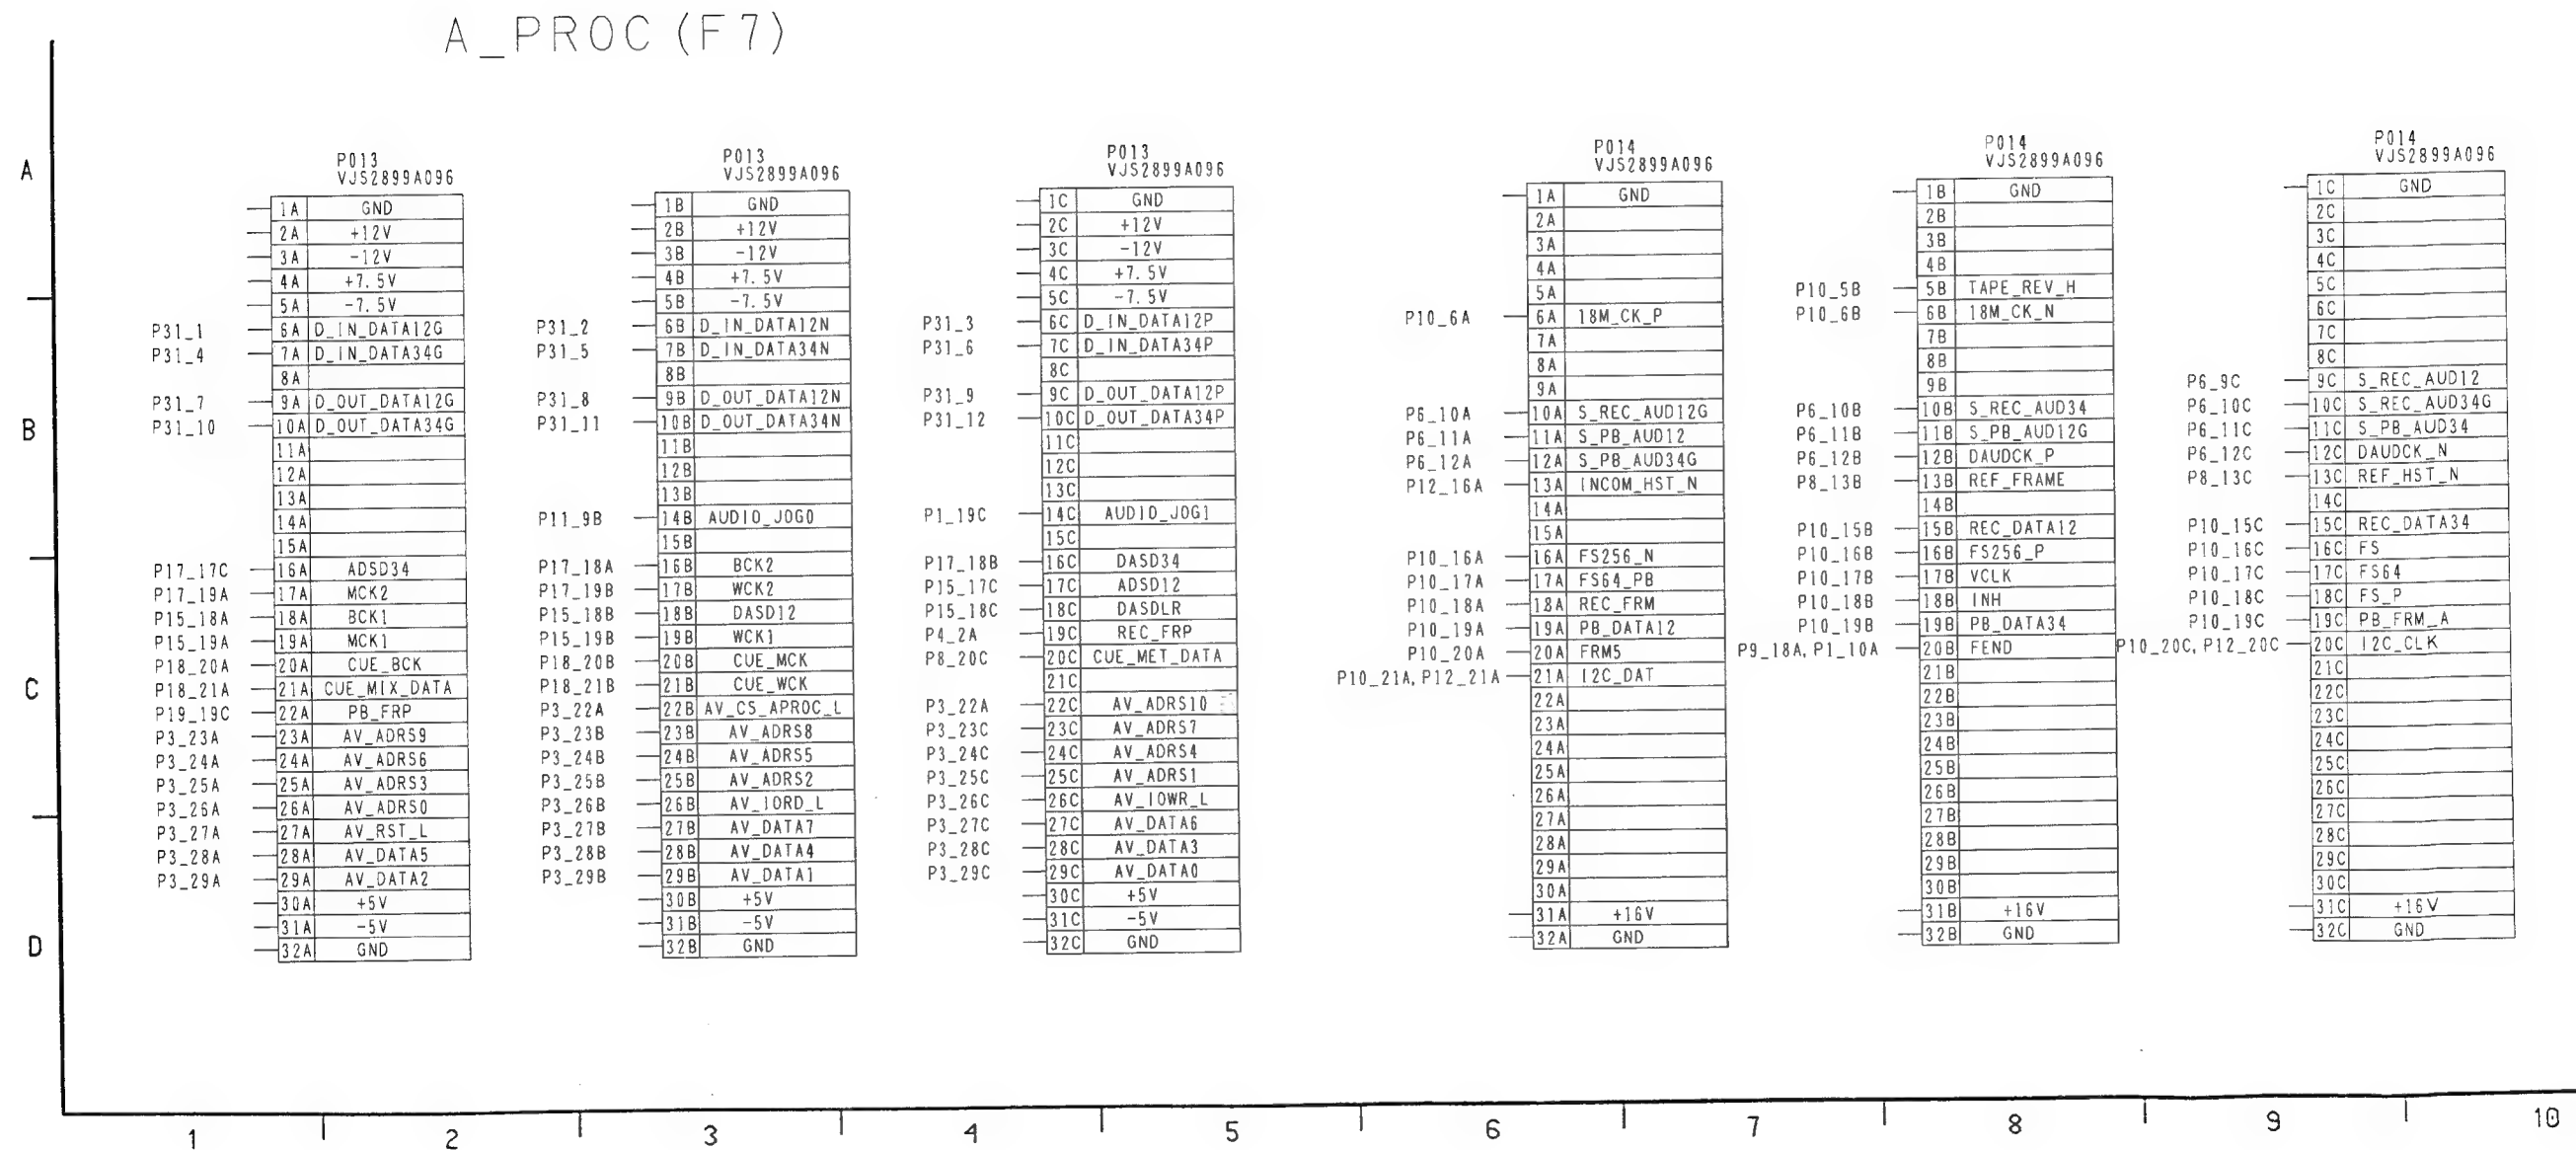 A_PROC (F7)
A
B
C
D
P013
VJS2899A096
1A GND
2A +12V
3A -12V
4A +7.5V
5A -7.5V
P31_1 6A D_IN_DATA12G
P31_4 7A D_IN_DATA34G
8A
P31_7 9A D_OUT_DATA12G
P31_10 10A D_OUT_DATA34G
11A
12A
13A
14A
15A
P17_17C 16A ADSD34
P17_19A 17A MCK2
P15_18A 18A BCK1
P15_19A 19A MCK1
P18_20A 20A CUE_BCK
P18_21A 21A CUE_MIX_DATA
P19_19C 22A PB_FRP
P3_23A 23A AV_ADRS9
P3_24A 24A AV_ADRS6
P3_25A 25A AV_ADRS3
P3_26A 26A AV_ADRS0
P3_27A 27A AV_RST_L
P3_28A 28A AV_DATA5
P3_29A 29A AV_DATA2
30A +5V
31A -5V
32A GND
P013
VJS2899A096
1B GND
2B +12V
3B -12V
4B +7.5V
5B -7.5V
P31_2 6B D_IN_DATA12N
P31_5 7B D_IN_DATA34N
8B
P31_8 9B D_OUT_DATA12N
P31_11 10B D_OUT_DATA34N
11B
12B
13B
P11_9B 14B AUDIO_JOG0
15B
P17_18A 16B BCK2
P17_19B 17B WCK2
P15_18B 18B DASD12
P15_19B 19B WCK1
P18_20B 20B CUE_MCK
P18_21B 21B CUE_WCK
P3_22A 22B AV_CS_APROC_L
P3_23B 23B AV_ADRS8
P3_24B 24B AV_ADRS5
P3_25B 25B AV_ADRS2
P3_26B 26B AV_IORD_L
P3_27B 27B AV_DATA7
P3_28B 28B AV_DATA4
P3_29B 29B AV_DATA1
30B +5V
31B -5V
32B GND
P013
VJS2899A096
1C GND
2C +12V
3C -12V
4C +7.5V
5C -7.5V
P31_3 6C D_IN_DATA12P
P31_6 7C D_IN_DATA34P
8C
P31_9 9C D_OUT_DATA12P
P31_12 10C D_OUT_DATA34P
11C
12C
13C
P1_19C 14C AUDIO_JOG1
15C
P17_18B 16C DASD34
P15_17C 17C ADSD12
P15_18C 18C DASDLR
P4_2A 19C REC_FRP
P8_20C 20C CUE_MET_DATA
21C
P3_22A 22C AV_ADRS10
P3_23C 23C AV_ADRS7
P3_24C 24C AV_ADRS4
P3_25C 25C AV_ADRS1
P3_26C 26C AV_IOWR_L
P3_27C 27C AV_DATA6
P3_28C 28C AV_DATA3
P3_29C 29C AV_DATA0
30C +5V
31C -5V
32C GND
P014
VJS2899A096
1A GND
2A
3A
4A
5A
P10_6A 6A 18M_CK_P
7A
8A
9A
P6_10A 10A S_REC_AUD12G
P6_11A 11A S_PB_AUD12
P6_12A 12A S_PB_AUD34G
P12_16A 13A INCOM_HST_N
14A
15A
P10_16A 16A FS256_N
P10_17A 17A FS64_PB
P10_18A 18A REC_FRM
P10_19A 19A PB_DATA12
P10_20A 20A FRM5
P10_21A, P12_21A 21A I2C_DAT
22A
23A
24A
25A
26A
27A
28A
29A
30A
31A +16V
32A GND
P014
VJS2899A096
1B GND
2B
3B
4B
P10_5B 5B TAPE_REV_H
P10_6B 6B 18M_CK_N
7B
8B
9B
P6_10B 10B S_REC_AUD34
P6_11B 11B S_PB_AUD12G
P6_12B 12B DAUDCK_P
P8_13B 13B REF_FRAME
14B
P10_15B 15B REC_DATA12
P10_16B 16B FS256_P
P10_17B 17B VCLK
P10_18B 18B INH
P10_19B 19B PB_DATA34
P9_18A, P1_10A 20B FEND
21B
22B
23B
24B
25B
26B
27B
28B
29B
30B
31B +16V
32B GND
P014
VJS2899A096
1C GND
2C
3C
4C
5C
6C
7C
8C
P6_9C 9C S_REC_AUD12
P6_10C 10C S_REC_AUD34G
P6_11C 11C S_PB_AUD34
P6_12C 12C DAUDCK_N
P8_13C 13C REF_HST_N
14C
P10_15C 15C REC_DATA34
P10_16C 16C FS
P10_17C 17C FS64
P10_18C 18C FS_P
P10_19C 19C PB_FRM_A
P10_20C, P12_20C 20C I2C_CLK
21C
22C
23C
24C
25C
26C
27C
28C
29C
30C
31C +16V
32C GND
1 2 3 4 5 6 7 8 9 10